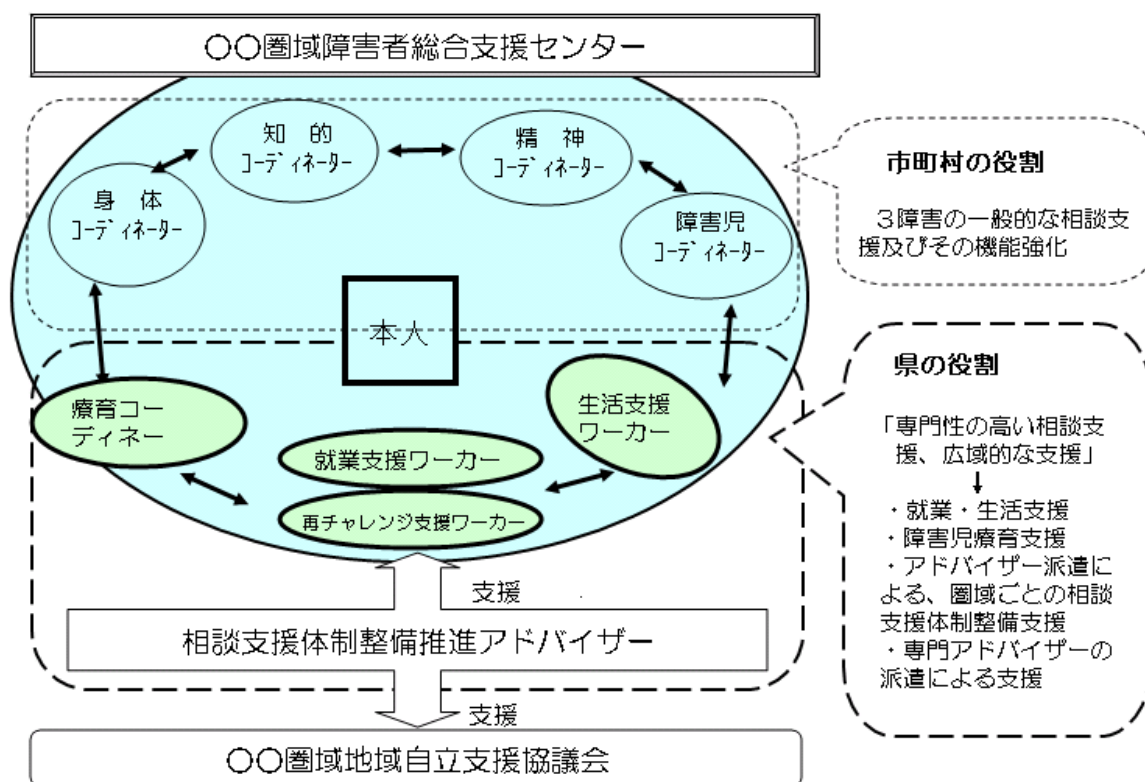 〇〇圏域障害者総合支援センター
知 的
ｺｰﾃﾞｨﾈｰﾀｰ
精 神
ｺｰﾃﾞｨﾈｰﾀｰ
身 体
ｺｰﾃﾞｨﾈｰﾀｰ
障害児
ｺｰﾃﾞｨﾈｰﾀｰ
本人
療育コー
ディネー
生活支援
ワーカー
就業支援ワーカー
再チャレンジ支援ワーカー
支援
相談支援体制整備推進アドバイザー
支援
〇〇圏域地域自立支援協議会
市町村の役割
３障害の一般的な相談支
援及びその機能強化
県の役割
「専門性の高い相談支
援、広域的な支援」
・就業・生活支援
・障害児療育支援
・アドバイザー派遣に
よる、圏域ごとの相談
支援体制整備支援
・専門アドバイザーの
派遣による支援